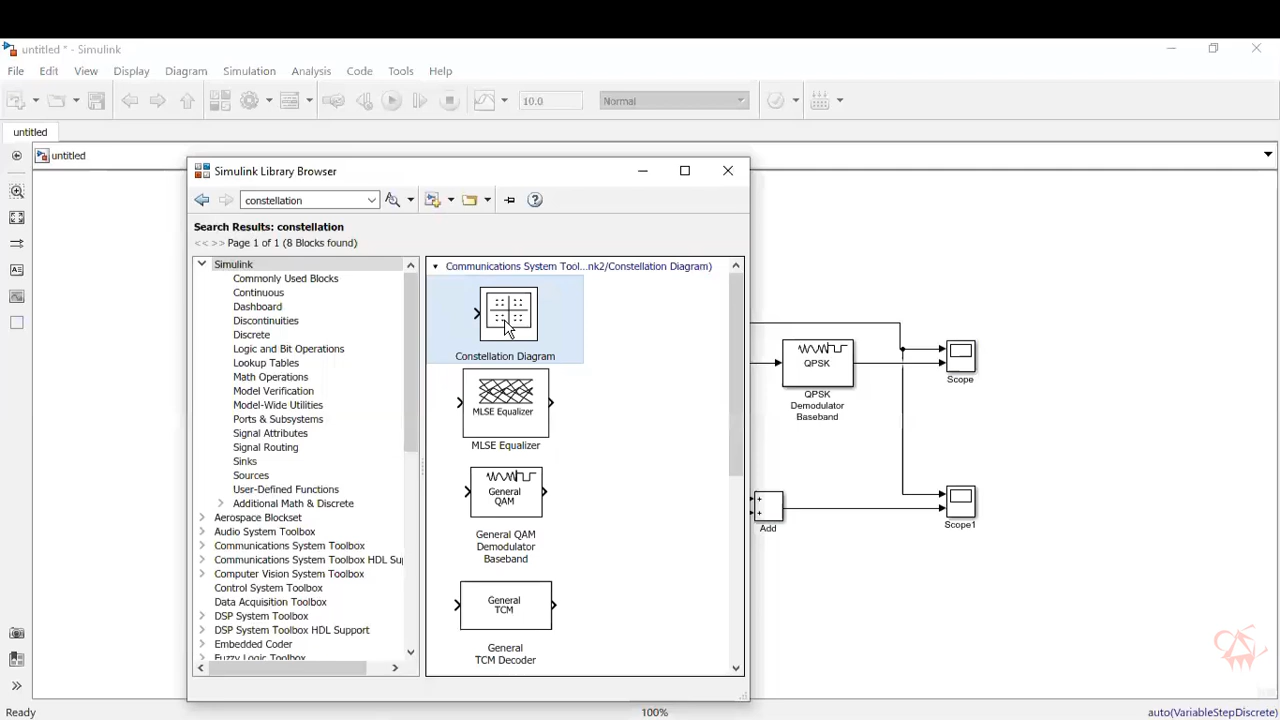 untitled * - Simulink
File Edit View Display Diagram Simulation Analysis Code Tools Help
10.0 Normal
untitled
untitled
Simulink Library Browser
constellation
Search Results: constellation
<< >> Page 1 of 1 (8 Blocks found)
Simulink
Commonly Used Blocks
Continuous
Dashboard
Discontinuities
Discrete
Logic and Bit Operations
Lookup Tables
Math Operations
Model Verification
Model-Wide Utilities
Ports & Subsystems
Signal Attributes
Signal Routing
Sinks
Sources
User-Defined Functions
Additional Math & Discrete
Aerospace Blockset
Audio System Toolbox
Communications System Toolbox
Communications System Toolbox HDL Su
Computer Vision System Toolbox
Control System Toolbox
Data Acquisition Toolbox
DSP System Toolbox
DSP System Toolbox HDL Support
Embedded Coder
Fuzzy Logic Toolbox
Communications System Tool...nk2/Constellation Diagram)
Constellation Diagram
MLSE Equalizer
MLSE Equalizer
General
QAM
General QAM
Demodulator
Baseband
General
TCM
General
TCM Decoder
QPSK
QPSK
Demodulator
Baseband
Scope
Add
Scope1
Ready 100% auto(VariableStepDiscrete)